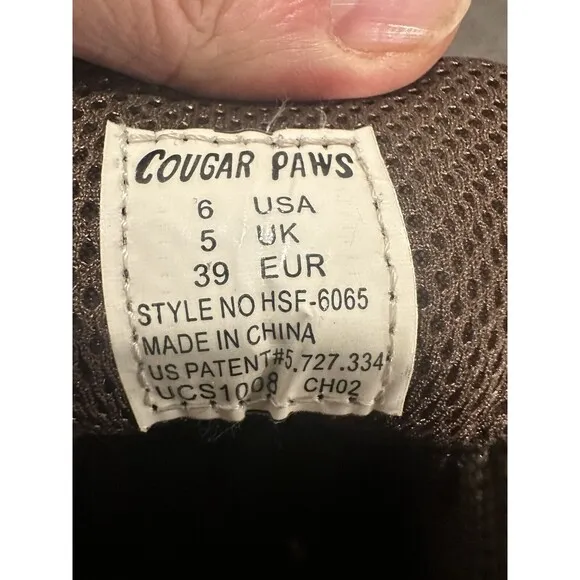 COUGAR PAWS
6 USA
5 UK
39 EUR
STYLE NO HSF-6065
MADE IN CHINA
US PATENT#5.727.334
UCS1008 CH02